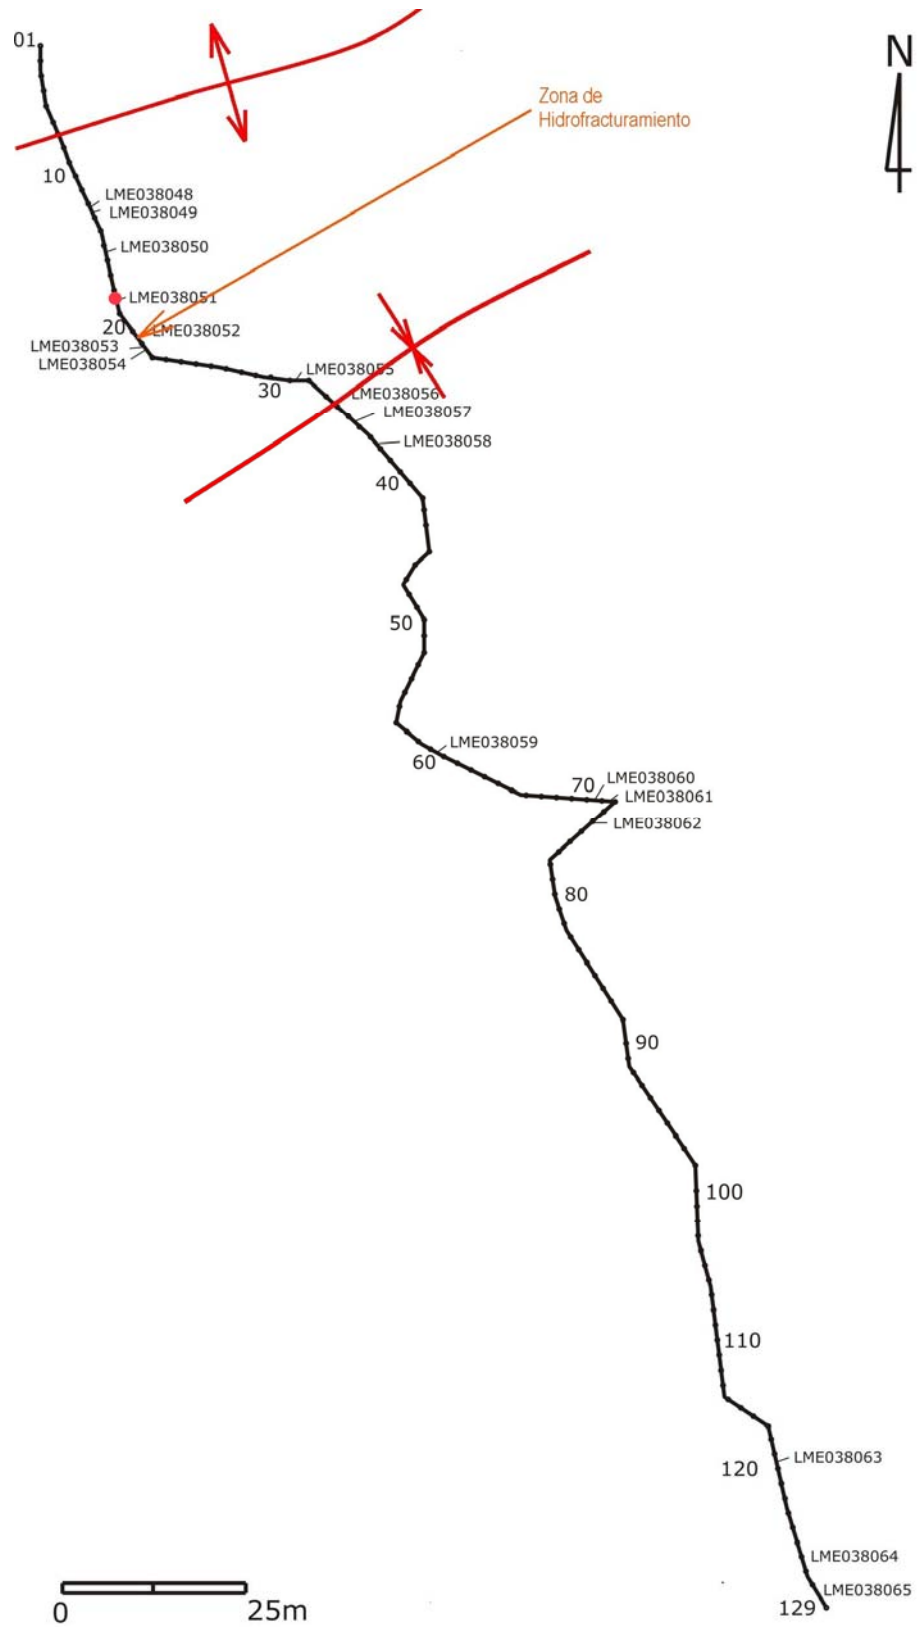 01
N
Zona de
Hidrofracturamiento
10
LME038048
LME038049
LME038050
LME038051
20
LME038052
LME038053
LME038054
LME038055
30
LME038056
LME038057
LME038058
40
50
LME038059
60
70
LME038060
LME038061
LME038062
80
90
100
110
120
LME038063
LME038064
LME038065
129
0
25m